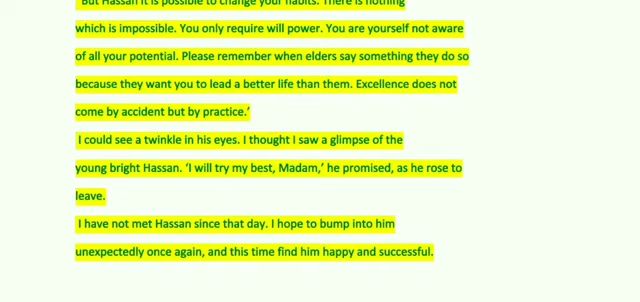 'But Hassan it is possible to change your habits. There is nothing
which is impossible. You only require will power. You are yourself not aware
of all your potential. Please remember when elders say something they do so
because they want you to lead a better life than them. Excellence does not
come by accident but by practice.'
I could see a twinkle in his eyes. I thought I saw a glimpse of the
young bright Hassan. 'I will try my best, Madam,' he promised, as he rose to
leave.
I have not met Hassan since that day. I hope to bump into him
unexpectedly once again, and this time find him happy and successful.